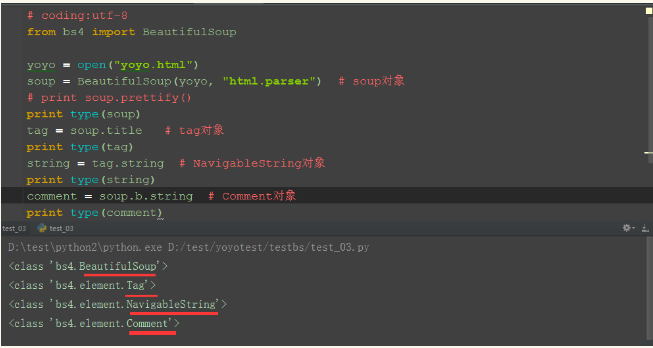 # coding:utf-8
from bs4 import BeautifulSoup
yoyo = open("yoyo.html")
soup = BeautifulSoup(yoyo, "html.parser")  # soup对象
# print soup.prettify()
print type(soup)
tag = soup.title   # tag对象
print type(tag)
string = tag.string  # NavigableString对象
print type(string)
comment = soup.b.string  # Comment对象
print type(comment)
test_03 test_03
D:\test\python2\python.exe D:/test/yoyotest/testbs/test_03.py
<class 'bs4.BeautifulSoup'>
<class 'bs4.element.Tag'>
<class 'bs4.element.NavigableString'>
<class 'bs4.element.Comment'>